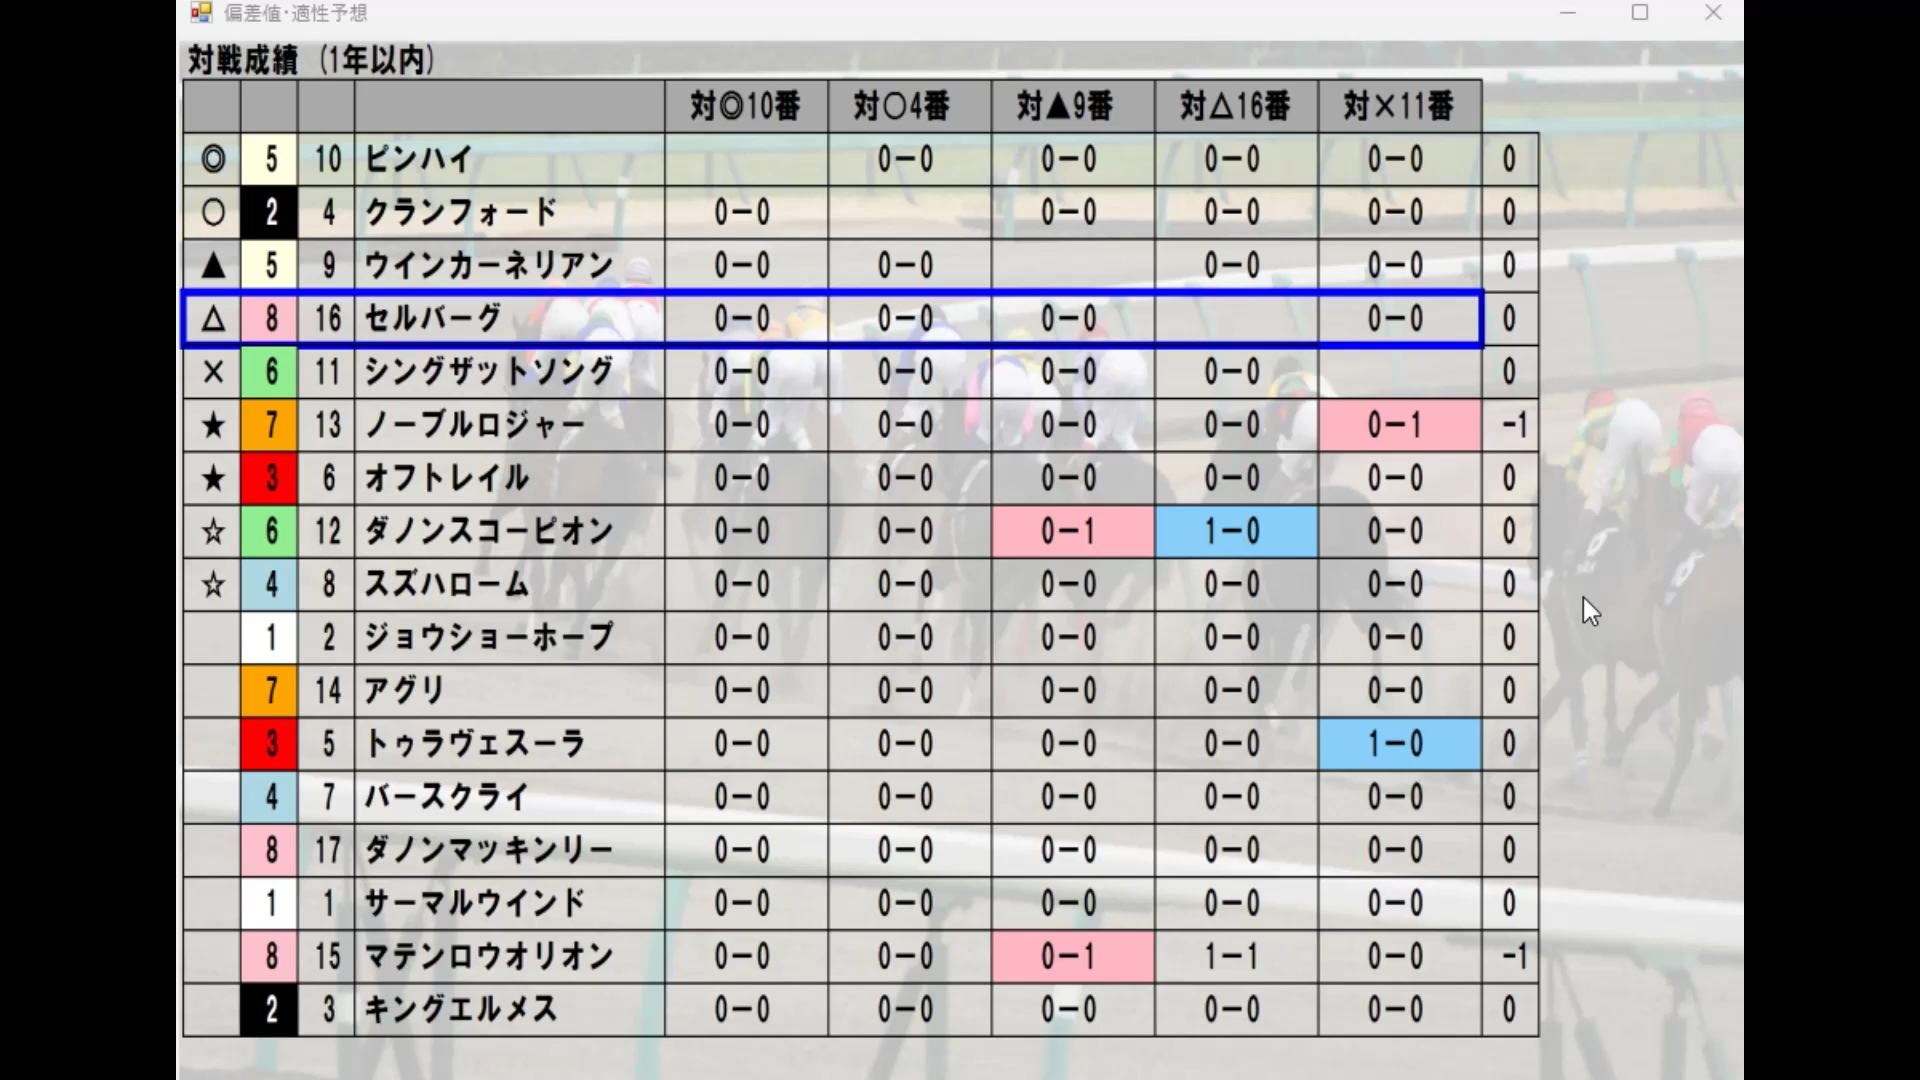 偏差値・適性予想
対戦成績 (1年以内)
対◎10番 対○4番 対▲9番 対△16番 対×11番
◎ 5 10 ピンハイ 0-0 0-0 0-0 0-0 0
○ 2 4 クランフォード 0-0 0-0 0-0 0-0 0
▲ 5 9 ウインカーネリアン 0-0 0-0 0-0 0-0 0
△ 8 16 セルバーグ 0-0 0-0 0-0 0-0 0
× 6 11 シングザットソング 0-0 0-0 0-0 0-0 0
★ 7 13 ノーブルロジャー 0-0 0-0 0-0 0-0 0-1 -1
★ 3 6 オフトレイル 0-0 0-0 0-0 0-0 0-0 0
☆ 6 12 ダノンスコーピオン 0-0 0-0 0-1 1-0 0-0 0
☆ 4 8 スズハローム 0-0 0-0 0-0 0-0 0-0 0
1 2 ジョウショーホープ 0-0 0-0 0-0 0-0 0-0 0
7 14 アグリ 0-0 0-0 0-0 0-0 0-0 0
3 5 トゥラヴェスーラ 0-0 0-0 0-0 0-0 1-0 0
4 7 バースクライ 0-0 0-0 0-0 0-0 0-0 0
8 17 ダノンマッキンリー 0-0 0-0 0-0 0-0 0-0 0
1 1 サーマルウインド 0-0 0-0 0-0 0-0 0-0 0
8 15 マテンロウオリオン 0-0 0-0 0-1 1-1 0-0 -1
2 3 キングエルメス 0-0 0-0 0-0 0-0 0-0 0